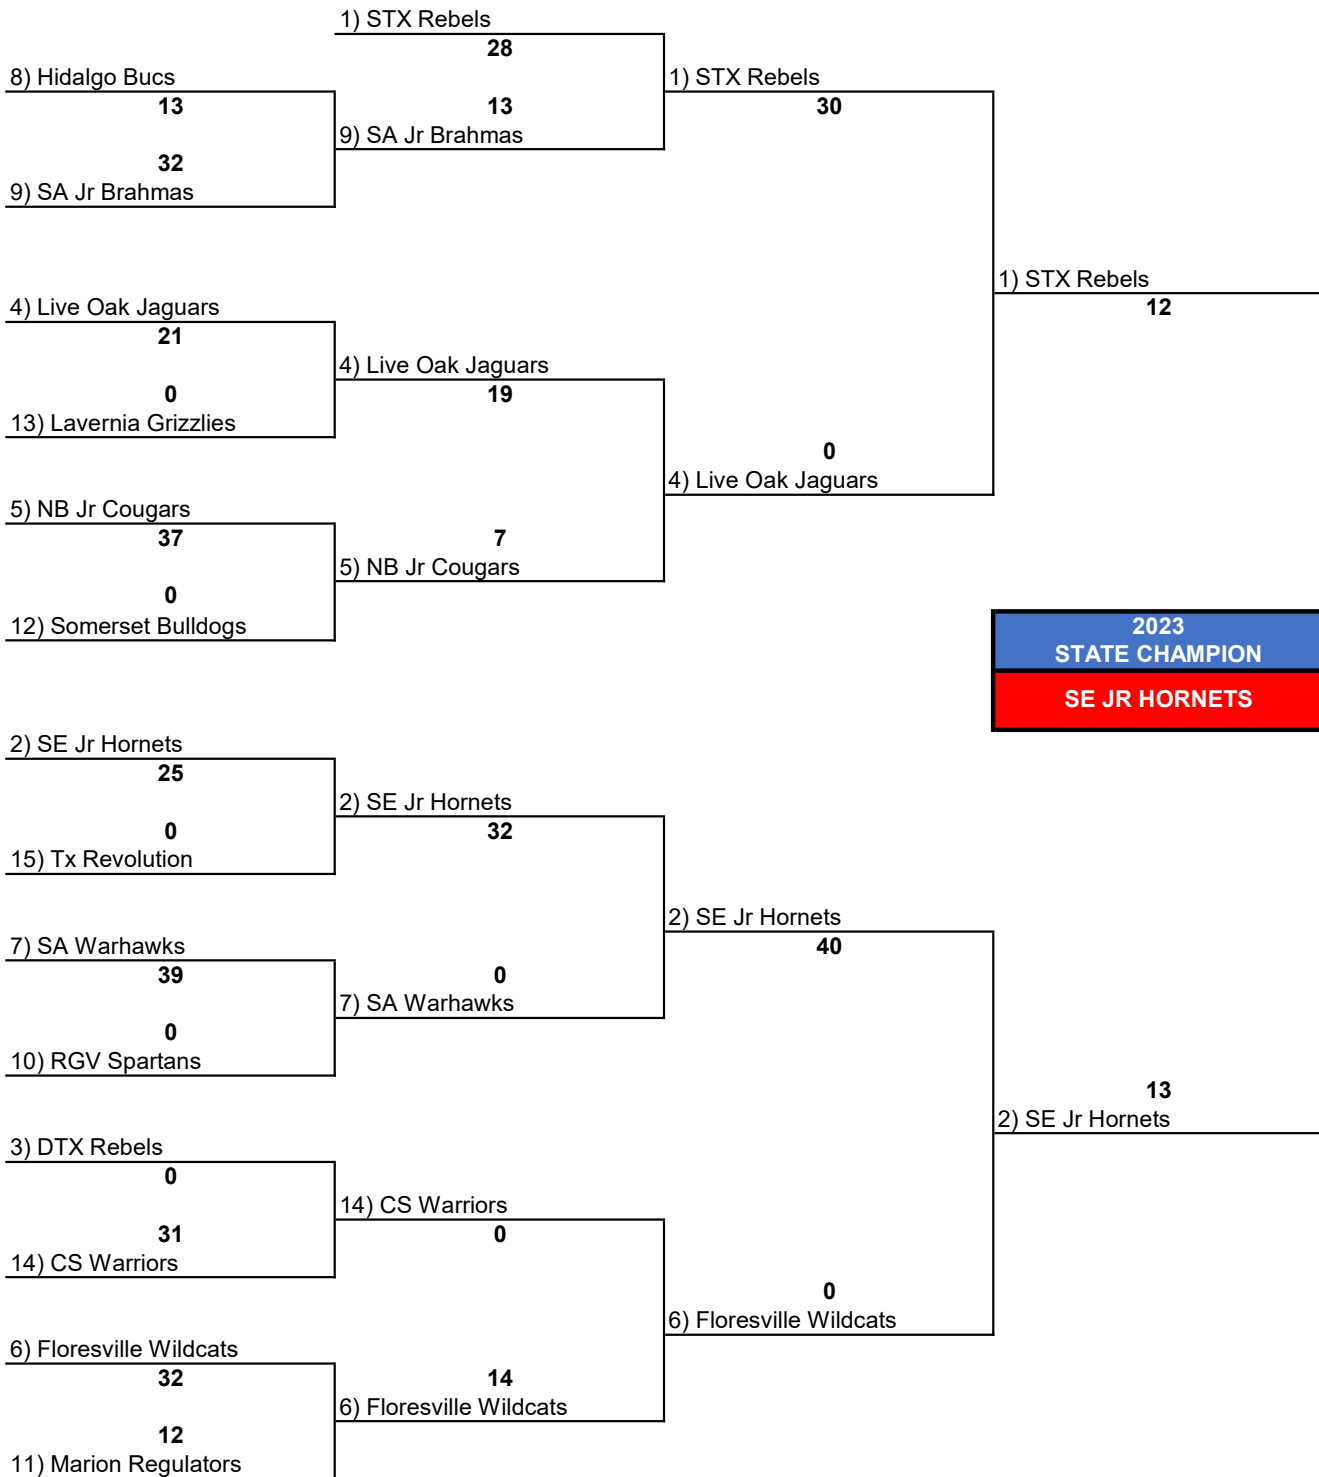 1) STX Rebels
28
8) Hidalgo Bucs
1) STX Rebels
13
13
30
9) SA Jr Brahmas
32
9) SA Jr Brahmas
1) STX Rebels
4) Live Oak Jaguars
12
21
4) Live Oak Jaguars
0
19
13) Lavernia Grizzlies
0
4) Live Oak Jaguars
5) NB Jr Cougars
37
7
5) NB Jr Cougars
0
12) Somerset Bulldogs
2023
STATE CHAMPION
SE JR HORNETS
2) SE Jr Hornets
25
2) SE Jr Hornets
0
32
15) Tx Revolution
2) SE Jr Hornets
7) SA Warhawks
40
39
0
7) SA Warhawks
0
10) RGV Spartans
13
2) SE Jr Hornets
3) DTX Rebels
0
14) CS Warriors
31
0
14) CS Warriors
0
6) Floresville Wildcats
6) Floresville Wildcats
32
14
6) Floresville Wildcats
12
11) Marion Regulators